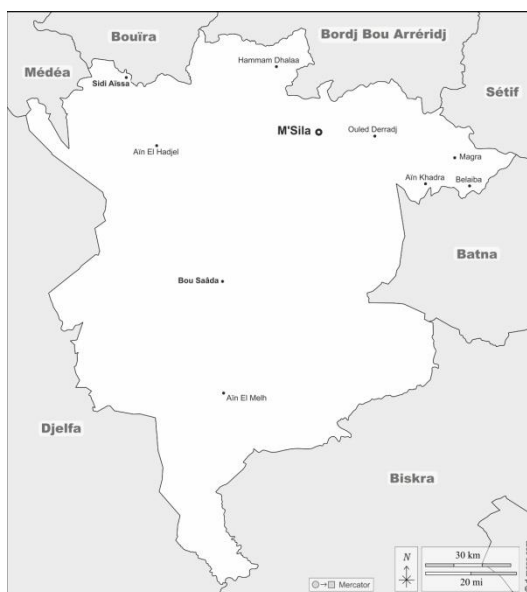 Bouïra
Bordj Bou Arréridj
Hammam Dhalaa
Médéa
Sidi Aïssa
Sétif
M'Sila
Ouled Derradj
Aïn El Hadjel
Magra
Aïn Khadra
Belaiba
Batna
Bou Saâda
Aïn El Melh
Djelfa
Biskra
N
30 km
20 mi
Mercator